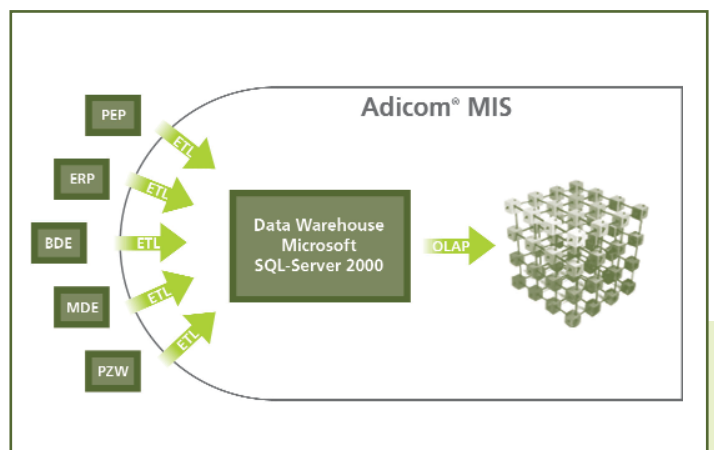 Adicom® MIS
PEP
ETL
ERP
ETL
BDE
ETL
MDE
ETL
PZW
ETL
Data Warehouse
Microsoft
SQL-Server 2000
OLAP